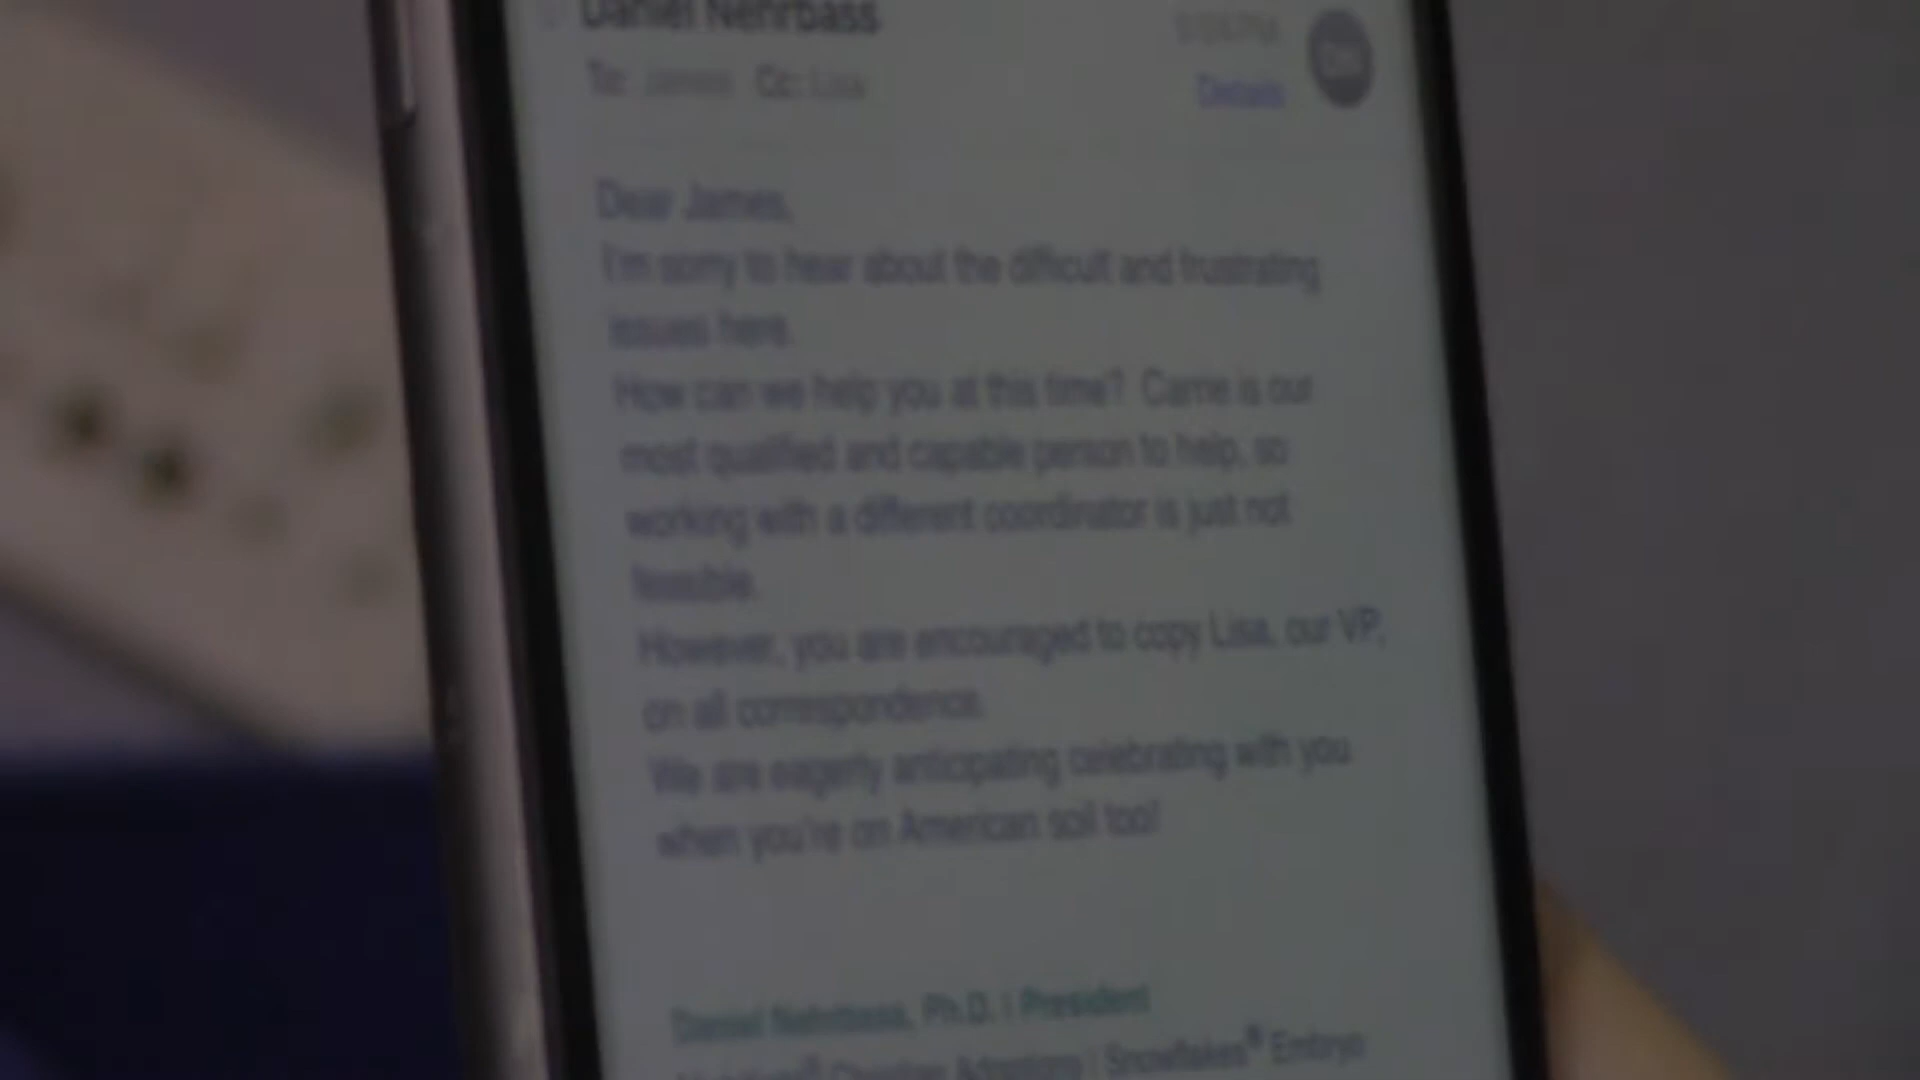 Daniel Nehrbass
To: James Cc: Lisa
Details
Dear James,
I'm sorry to hear about the difficult and frustrating
issues here.
How can we help you at this time? Carrie is our
most qualified and capable person to help, so
working with a different coordinator is just not
feasible.
However, you are encouraged to copy Lisa, our VP,
on all correspondence.
We are eagerly anticipating celebrating with you
when you're on American soil too!
Daniel Nehrbass, Ph.D. | President
Christian Adoptions | Snowflakes® Embryo